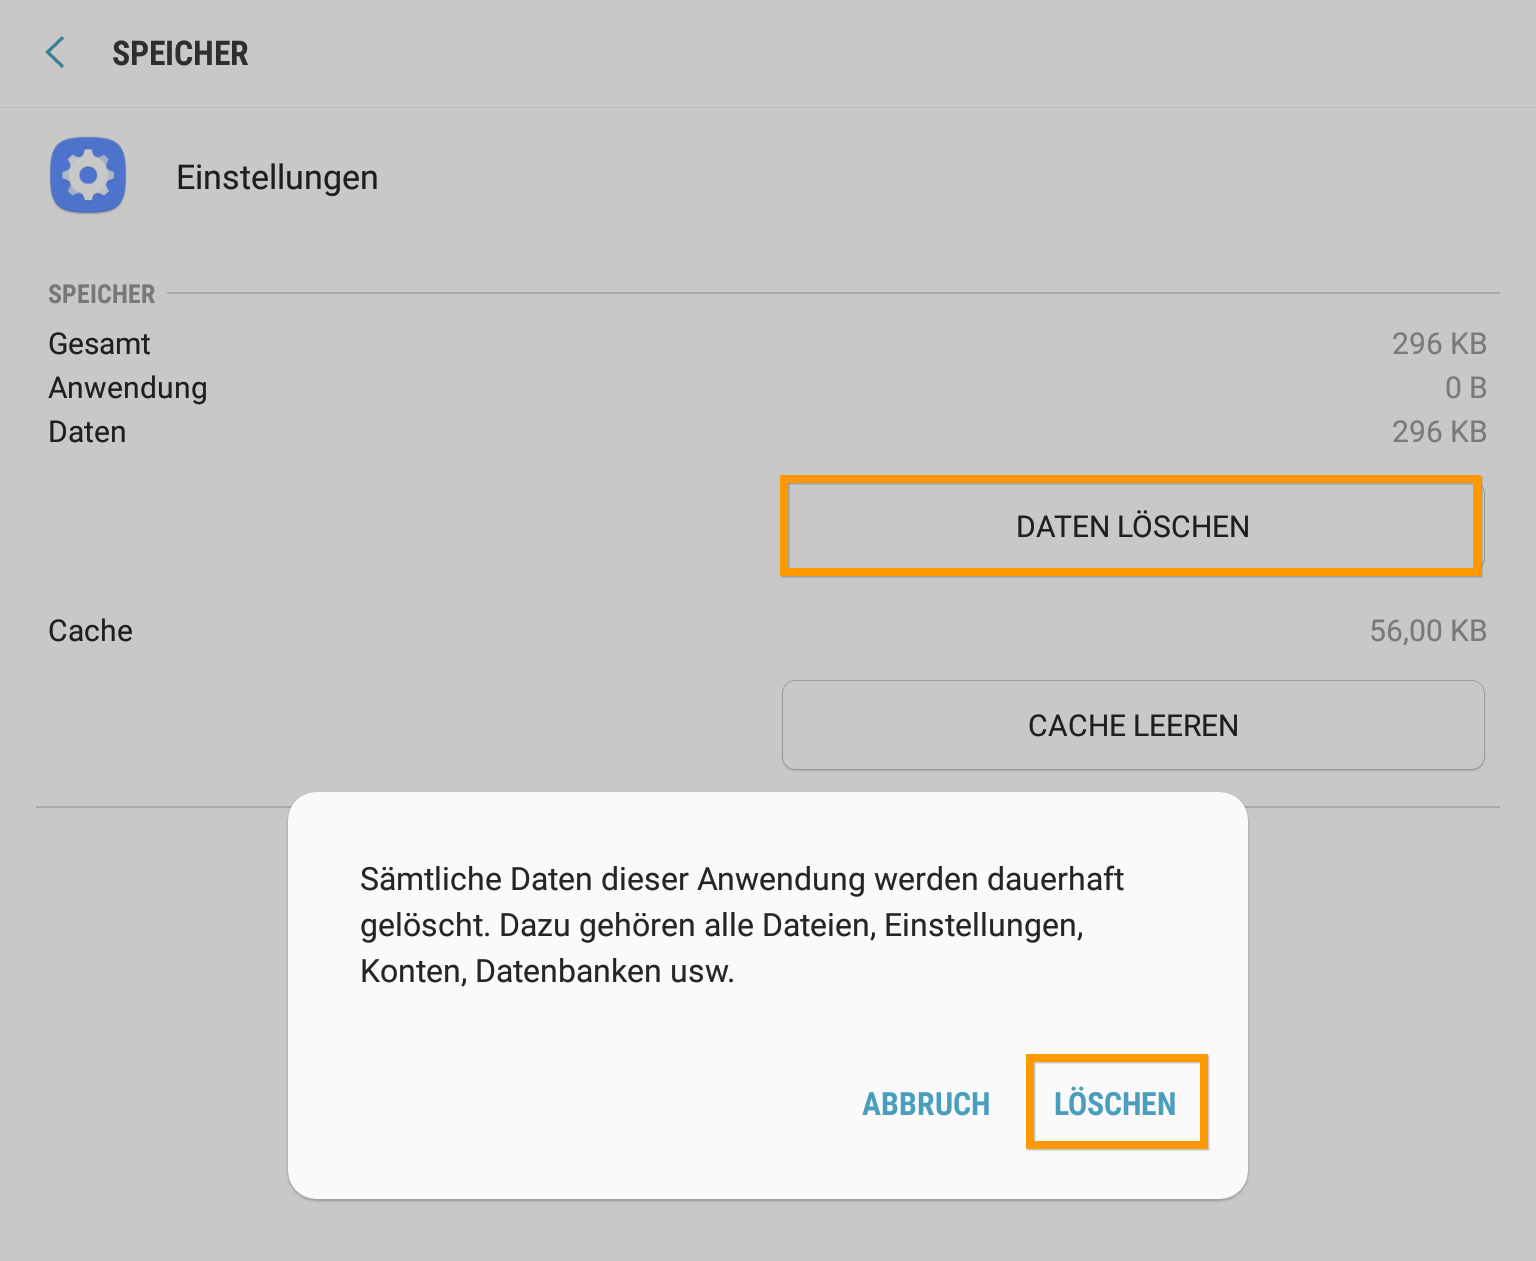 SPEICHER
Einstellungen
SPEICHER
Gesamt 296 KB
Anwendung 0 B
Daten 296 KB
DATEN LÖSCHEN
Cache 56,00 KB
CACHE LEEREN
Sämtliche Daten dieser Anwendung werden dauerhaft
gelöscht. Dazu gehören alle Dateien, Einstellungen,
Konten, Datenbanken usw.
ABBRUCH LÖSCHEN